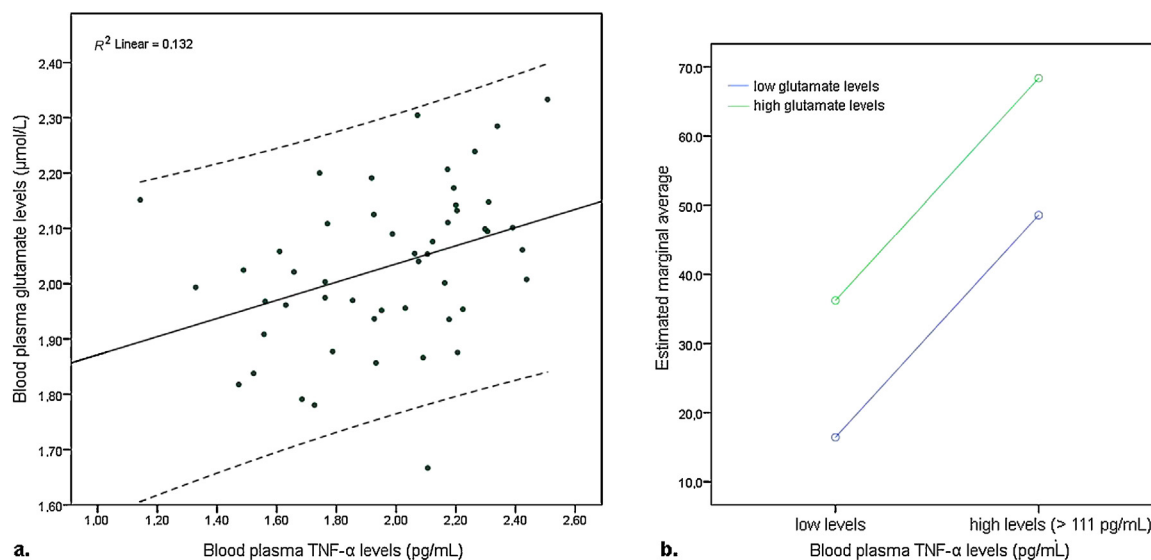 R² Linear = 0.132
Blood plasma glutamate levels (µmol/L)
2,40
2,30
2,20
2,10
2,00
1,90
1,80
1.70
1,60
1,00 1,20 1,40 1,60 1,80 2,00 2,20 2,40 2,60
a. Blood plasma TNF-α levels (pg/mL)
low glutamate levels
high glutamate levels
Estimated marginal average
70,0
60,0
50,0
40,0
30,0
20,0
10,0
low levels high levels (> 111 pg/mL)
b. Blood plasma TNF-α levels (pg/mL)